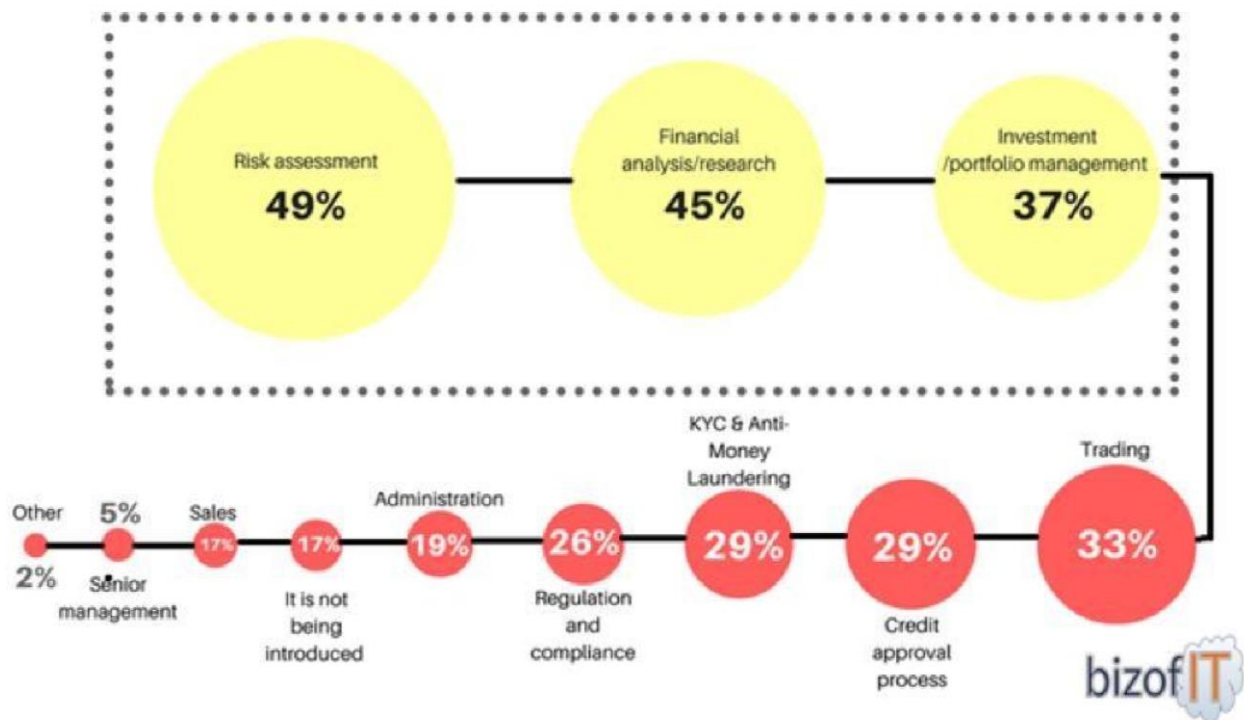 Risk assessment
49%
Financial
analysis/research
45%
Investment
/portfolio management
37%
Trading
33%
29%
Credit
approval
process
KYC & Anti-
Money
Laundering
29%
26%
Regulation
and
compliance
Administration
19%
17%
It is not
being
introduced
Sales
17%
5%
Senior
management
Other
2%
bizofIT